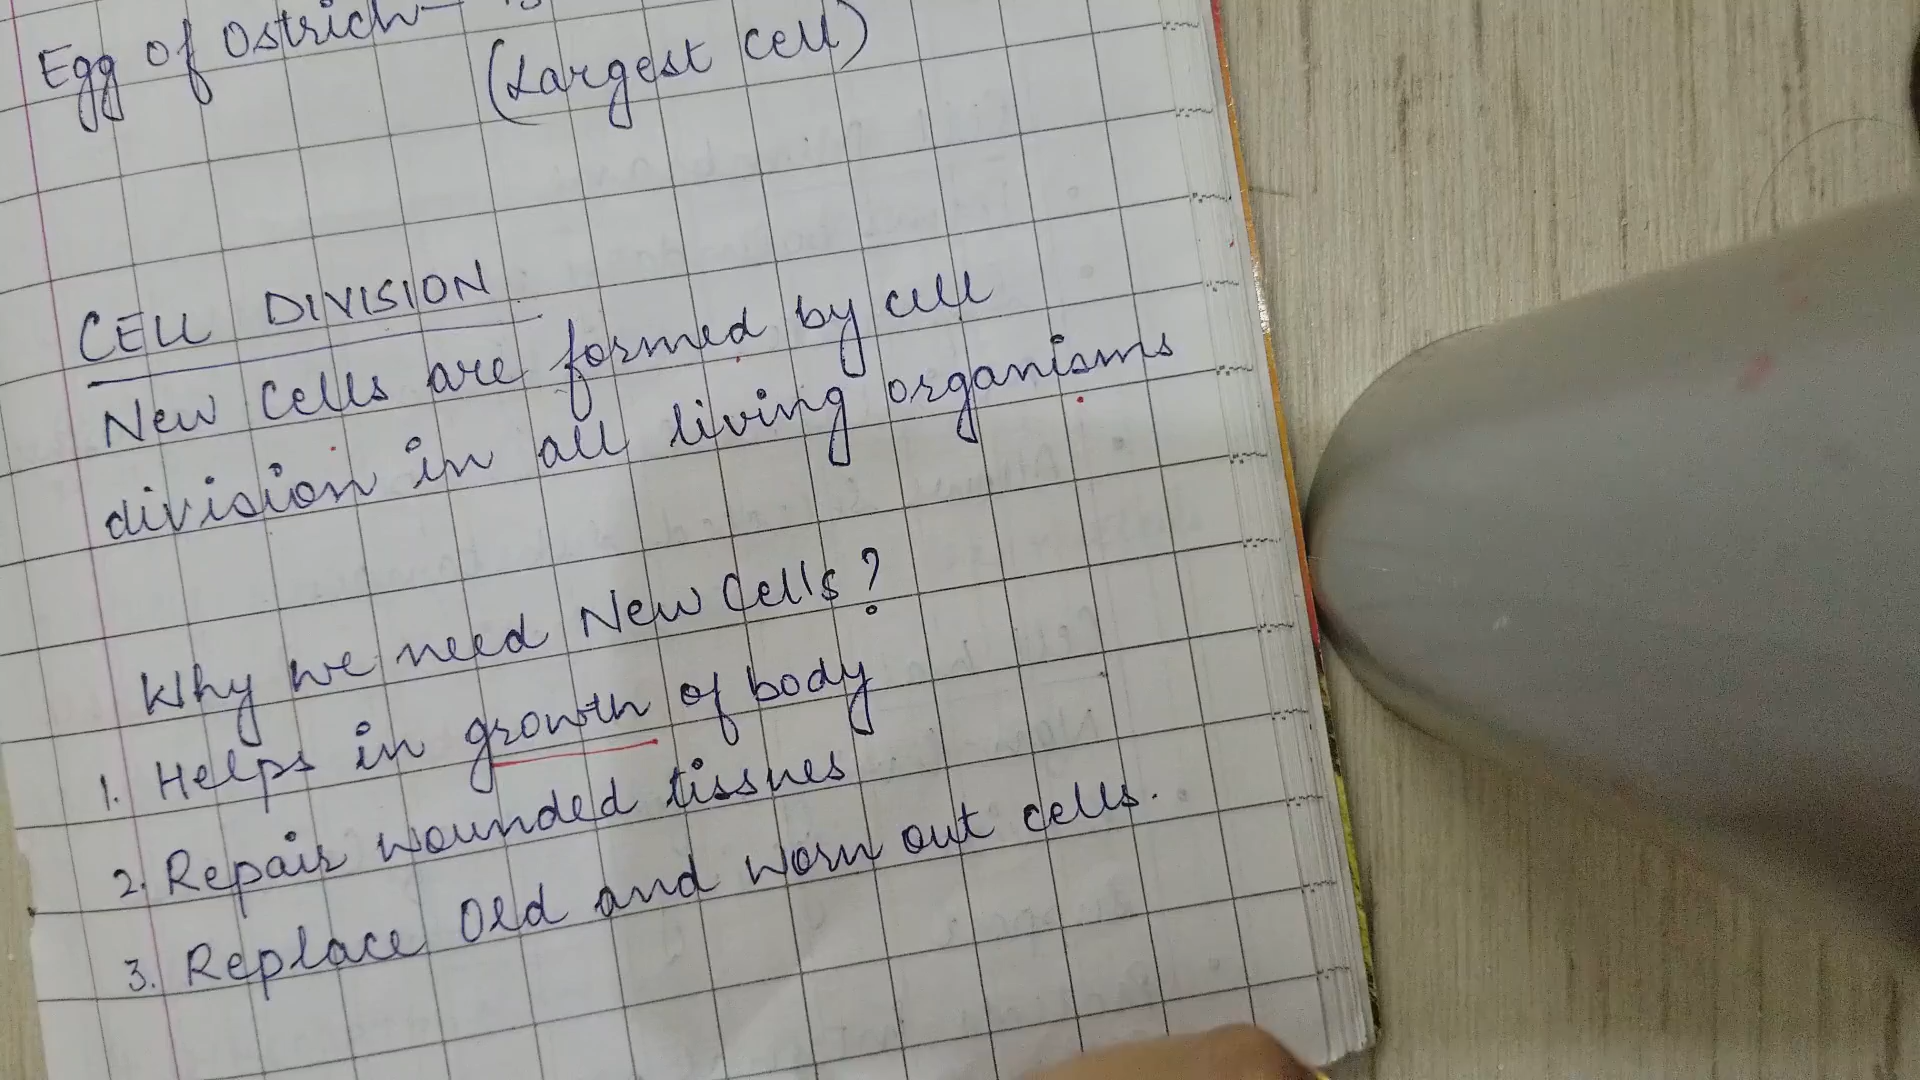 Egg of Ostrich -
(Largest cell)
CELL DIVISION
New Cells are formed by cell
division in all living organisms
Why we need New Cells?
1. Helps in growth of body
2. Repair wounded tissues
3. Replace Old and worn out cells.